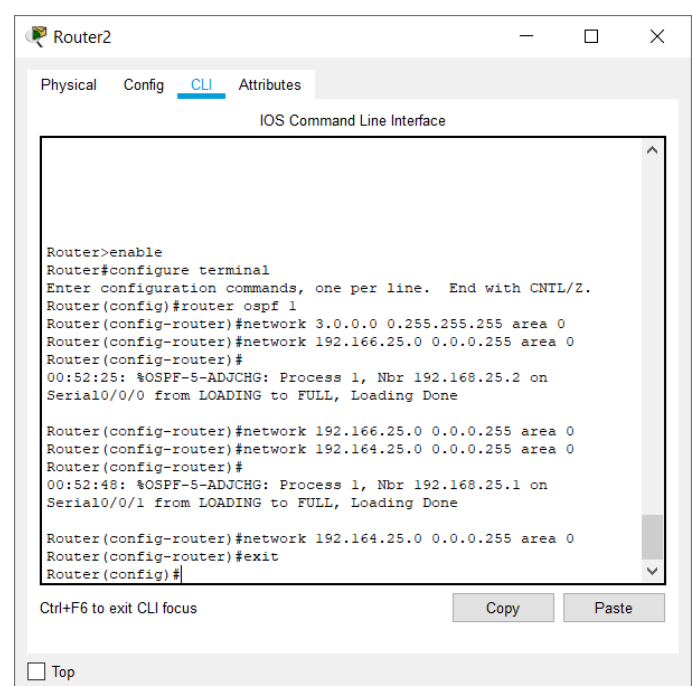 Router2
Physical Config CLI Attributes
IOS Command Line Interface
Router>enable
Router#configure terminal
Enter configuration commands, one per line.  End with CNTL/Z.
Router(config)#router ospf 1
Router(config-router)#network 3.0.0.0 0.255.255.255 area 0
Router(config-router)#network 192.166.25.0 0.0.0.255 area 0
Router(config-router)#
00:52:25: %OSPF-5-ADJCHG: Process 1, Nbr 192.168.25.2 on
Serial0/0/0 from LOADING to FULL, Loading Done
Router(config-router)#network 192.166.25.0 0.0.0.255 area 0
Router(config-router)#network 192.164.25.0 0.0.0.255 area 0
Router(config-router)#
00:52:48: %OSPF-5-ADJCHG: Process 1, Nbr 192.168.25.1 on
Serial0/0/1 from LOADING to FULL, Loading Done
Router(config-router)#network 192.164.25.0 0.0.0.255 area 0
Router(config-router)#exit
Router(config)#
Ctrl+F6 to exit CLI focus
Copy
Paste
Top